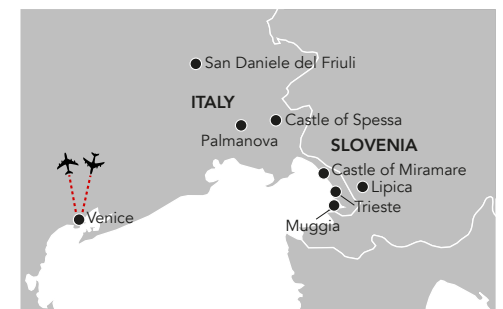 San Daniele del Friuli
ITALY
Castle of Spessa
Palmanova
SLOVENIA
Castle of Miramare
Lipica
Trieste
Venice
Muggia